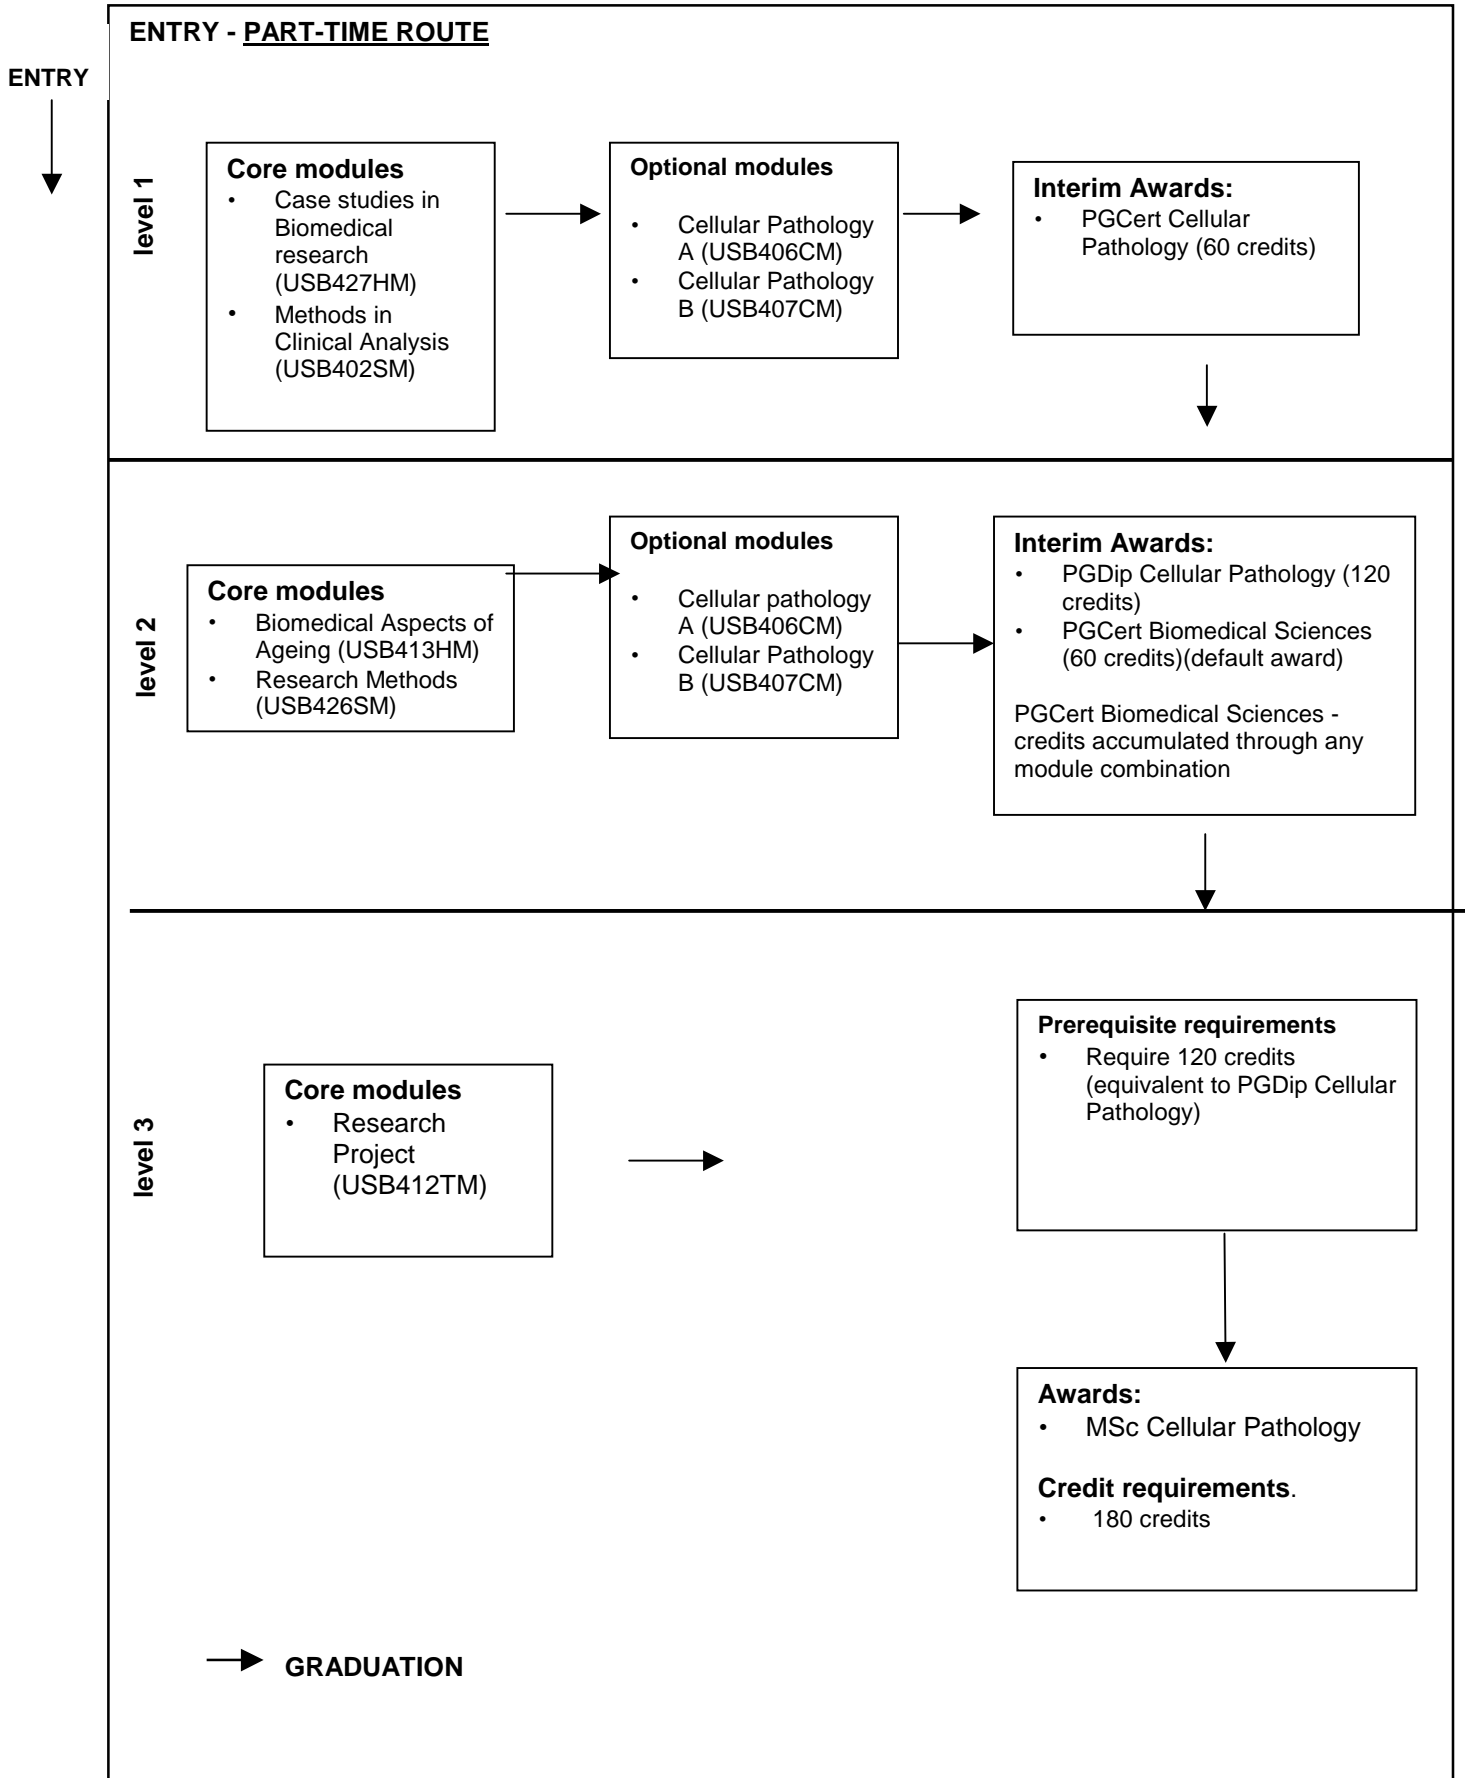 ENTRY - PART-TIME ROUTE
ENTRY
level 1
Core modules
• Case studies in
Biomedical
research
(USB427HM)
• Methods in
Clinical Analysis
(USB402SM)
Optional modules
• Cellular Pathology
A (USB406CM)
• Cellular Pathology
B (USB407CM)
Interim Awards:
• PGCert Cellular
Pathology (60 credits)
level 2
Core modules
• Biomedical Aspects of
Ageing (USB413HM)
• Research Methods
(USB426SM)
Optional modules
• Cellular pathology
A (USB406CM)
• Cellular Pathology
B (USB407CM)
Interim Awards:
• PGDip Cellular Pathology (120
credits)
• PGCert Biomedical Sciences
(60 credits)(default award)
PGCert Biomedical Sciences -
credits accumulated through any
module combination
level 3
Core modules
• Research
Project
(USB412TM)
Prerequisite requirements
• Require 120 credits
(equivalent to PGDip Cellular
Pathology)
Awards:
• MSc Cellular Pathology
Credit requirements.
• 180 credits
GRADUATION